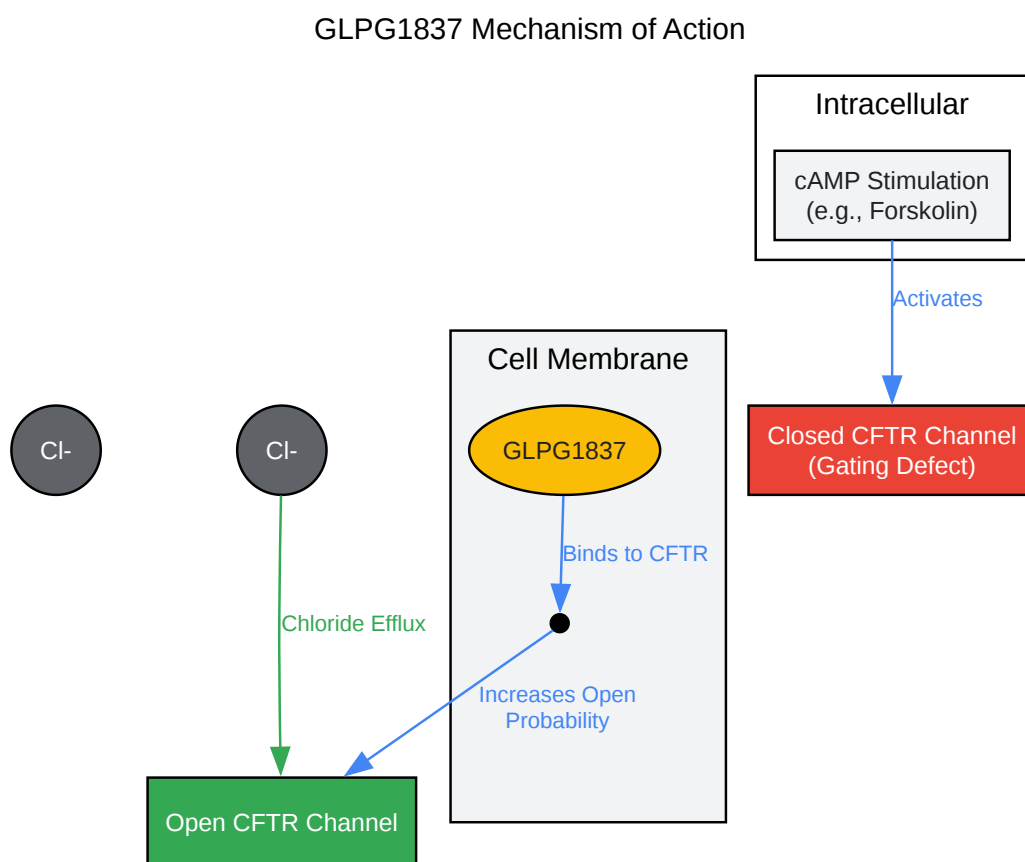 GLPG1837 Mechanism of Action
Intracellular
cAMP Stimulation
(e.g., Forskolin)
Activates
Cell Membrane
Cl-
Cl-
GLPG1837
Closed CFTR Channel
(Gating Defect)
Binds to CFTR
Chloride Efflux
Increases Open
Probability
Open CFTR Channel